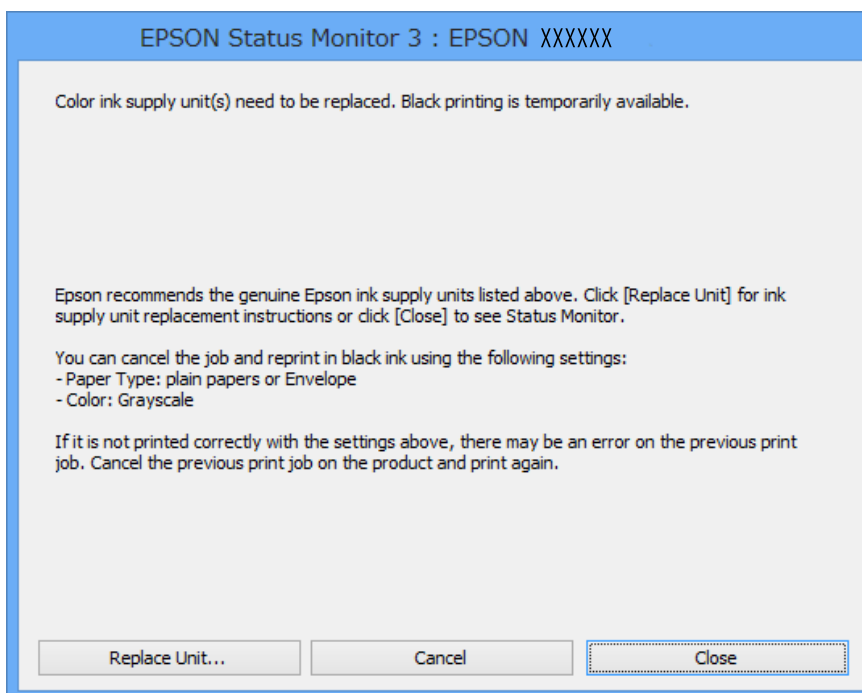 EPSON Status Monitor 3 : EPSON XXXXXX
Color ink supply unit(s) need to be replaced. Black printing is temporarily available.
Epson recommends the genuine Epson ink supply units listed above. Click [Replace Unit] for ink
supply unit replacement instructions or click [Close] to see Status Monitor.
You can cancel the job and reprint in black ink using the following settings:
- Paper Type: plain papers or Envelope
- Color: Grayscale
If it is not printed correctly with the settings above, there may be an error on the previous print
job. Cancel the previous print job on the product and print again.
Replace Unit... Cancel Close